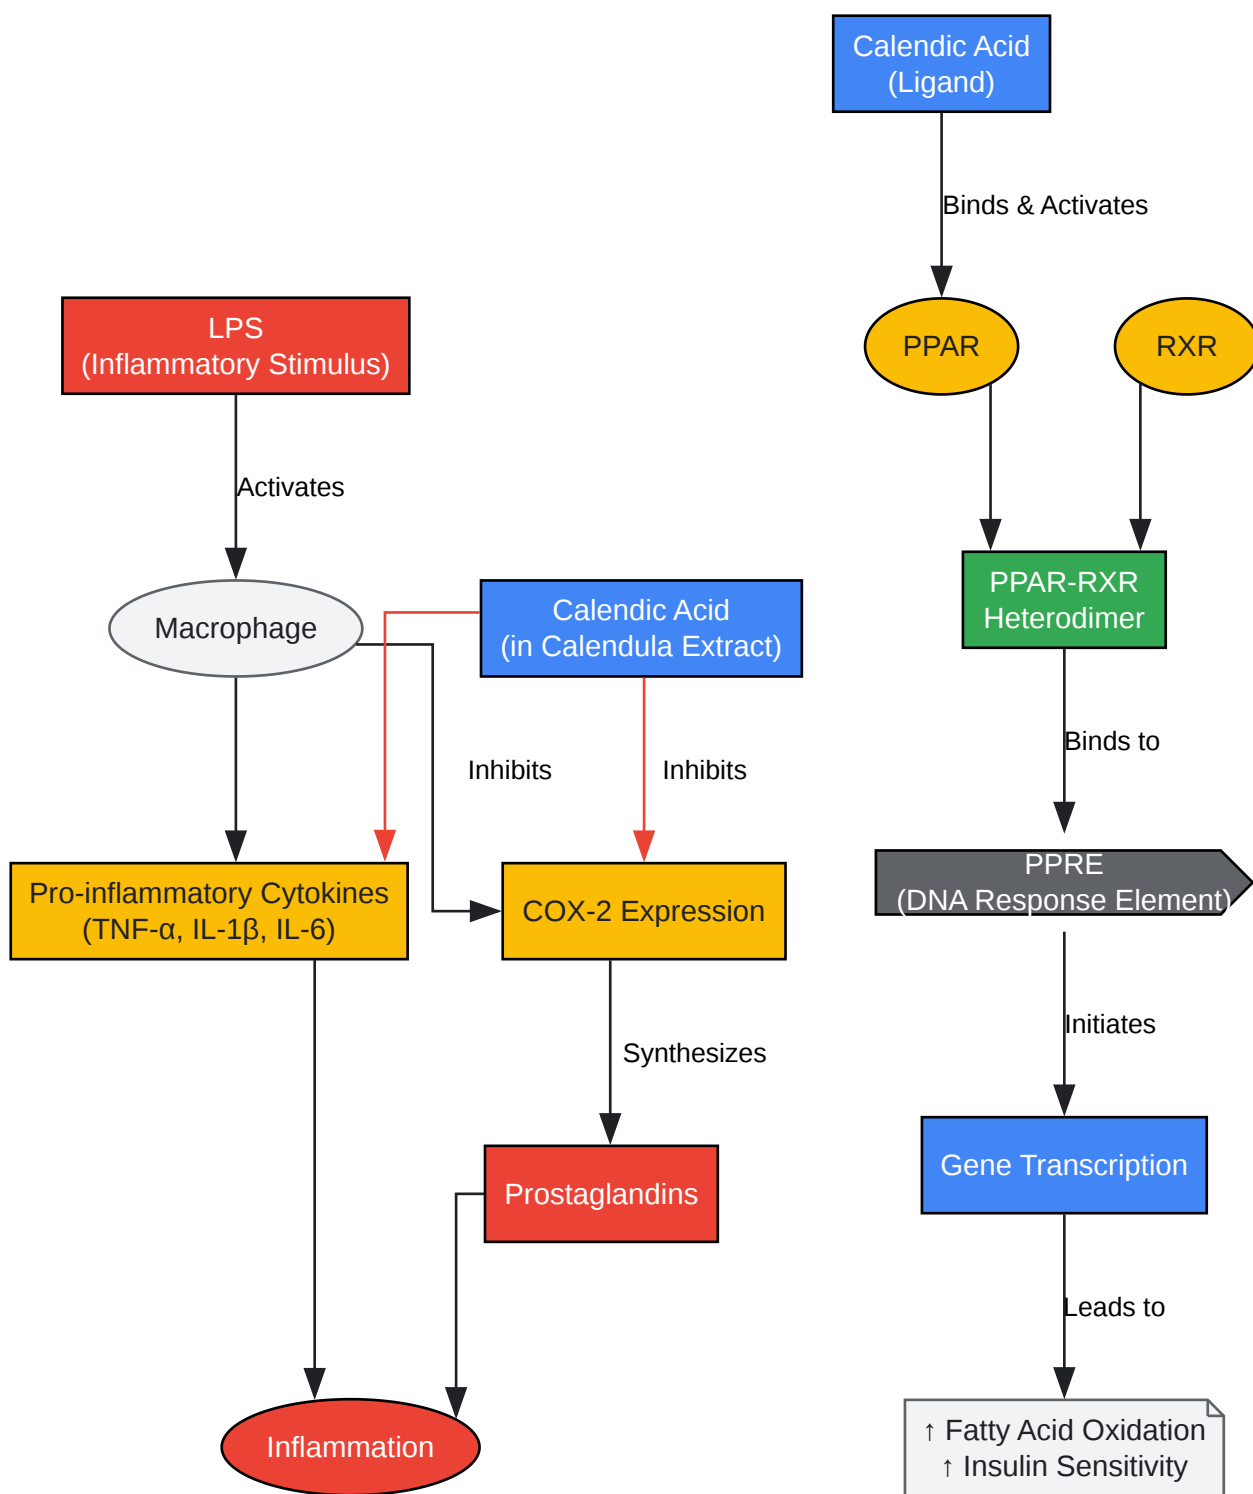 Calendic Acid
(Ligand)
Binds & Activates
LPS
(Inflammatory Stimulus)
PPAR
RXR
Activates
Macrophage
Calendic Acid
(in Calendula Extract)
PPAR-RXR
Heterodimer
Inhibits
Inhibits
Binds to
Pro-inflammatory Cytokines
(TNF-α, IL-1β, IL-6)
COX-2 Expression
PPRE
(DNA Response Element)
Synthesizes
Initiates
Prostaglandins
Gene Transcription
Leads to
Inflammation
↑ Fatty Acid Oxidation
↑ Insulin Sensitivity